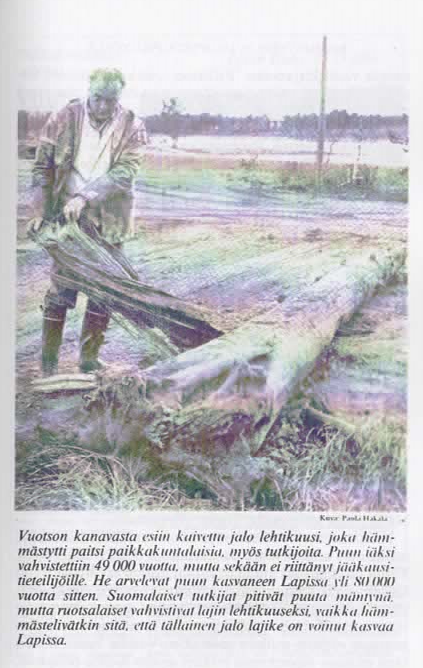 Kuva: Paula Hakala
Vuotson kanavasta esiin kaivettu jalo lehtikuusi, joka häm-
mästytti paitsi paikkakuntalaisia, myös tutkijoita. Puun iäksi
vahvistettiin 49 000 vuotta, mutta sekään ei riittänyt jääkausi-
tieteilijöille. He arvelevat puun kasvaneen Lapissa yli 80 000
vuotta sitten. Suomalaiset tutkijat pitivät puuta mäntynä,
mutta ruotsalaiset vahvistivat lajin lehtikuuseksi, vaikka häm-
mästelivätkin sitä, että tällainen jalo lajike on voinut kasvaa
Lapissa.